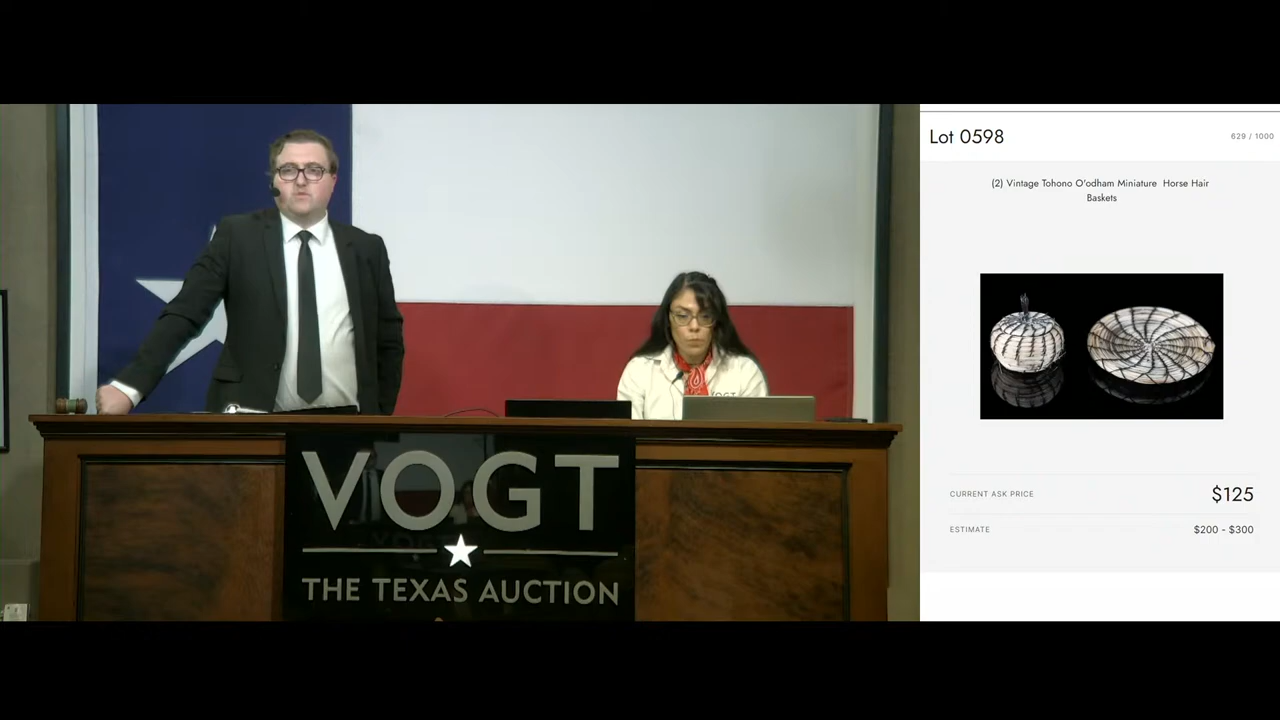 Lot 0598
629 / 1000
(2) Vintage Tohono O'odham Miniature Horse Hair
Baskets
CURRENT ASK PRICE
$125
ESTIMATE
$200 - $300
VOGT
VOGT
THE TEXAS AUCTION